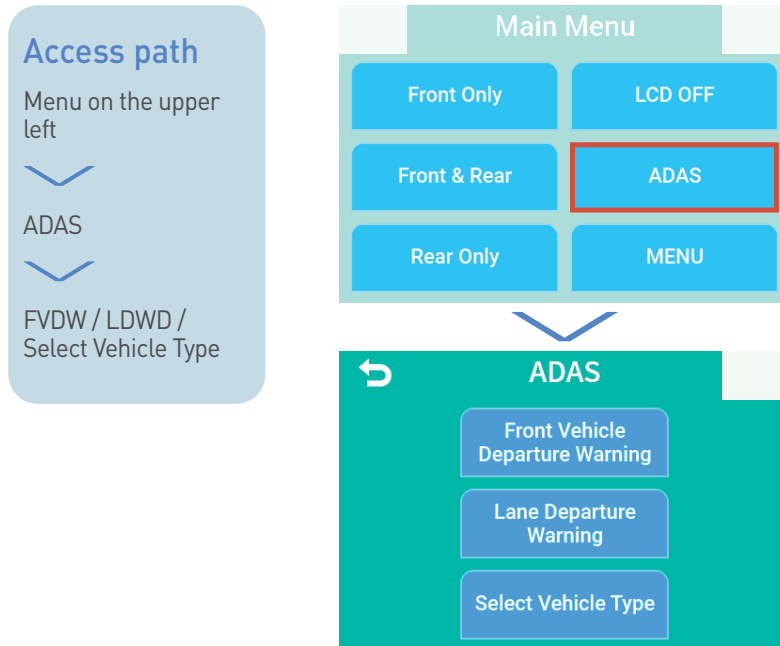 Access path
Menu on the upper
left
ADAS
FVDW / LDWD /
Select Vehicle Type
Main Menu
Front Only
LCD OFF
Front & Rear
ADAS
Rear Only
MENU
ADAS
Front Vehicle
Departure Warning
Lane Departure
Warning
Select Vehicle Type